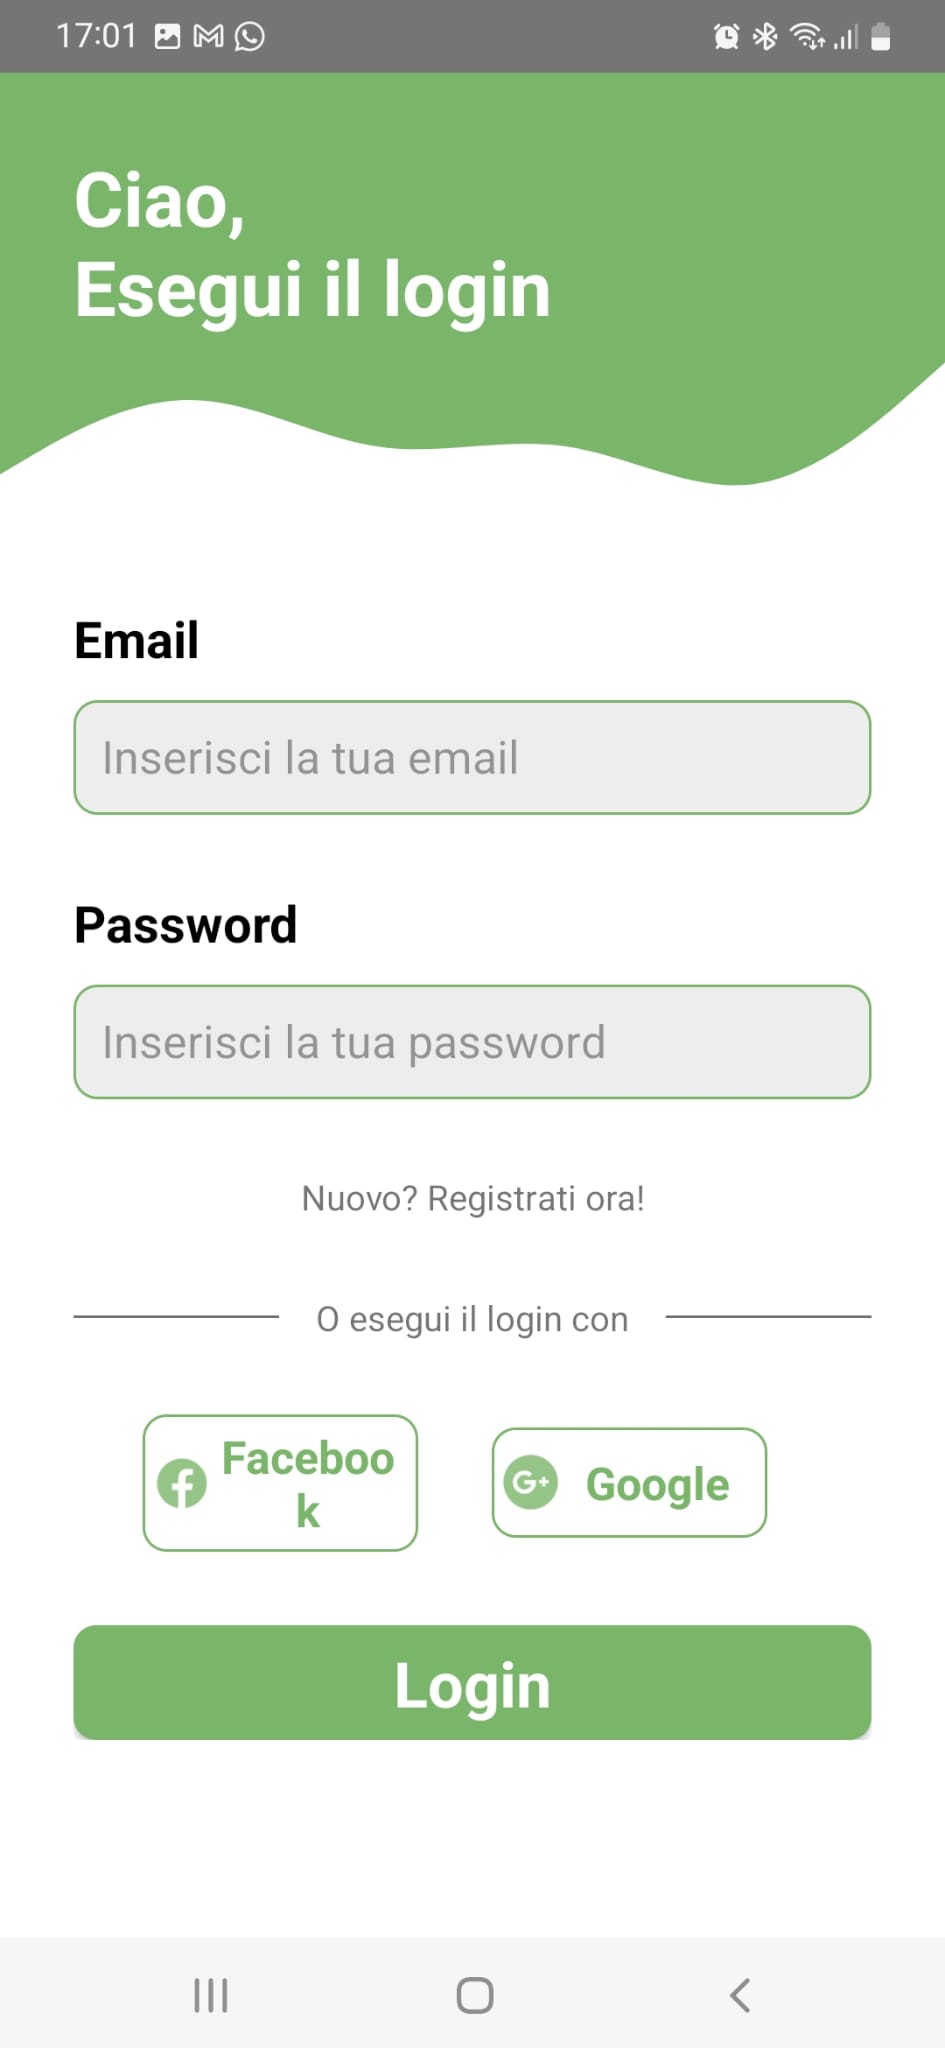 17:01
Ciao,
Esegui il login
Email
Inserisci la tua email
Password
Inserisci la tua password
Nuovo? Registrati ora!
O esegui il login con
Faceboo
k
G+ Google
Login